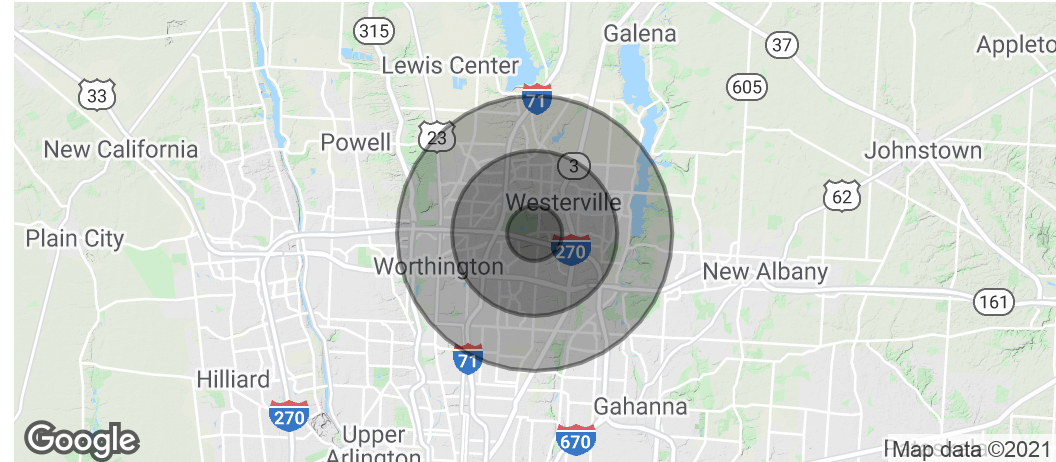 315
Galena
37
Appleto
Lewis Center
33
605
71
23
New California
Powell
3
Johnstown
62
Westerville
Plain City
270
Worthington
New Albany
161
71
Hilliard
270
Gahanna
Google
Upper
Arlington
670
Map data ©2021